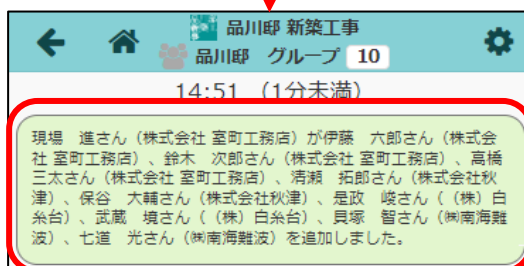 品川邸 新築工事
品川邸 グループ 10
14:51 （1分未満）
現場 進さん（株式会社 室町工務店）が伊藤 六郎さん（株式会
社 室町工務店）、鈴木 次郎さん（株式会社 室町工務店）、高橋
三太さん（株式会社 室町工務店）、清瀬 拓郎さん（株式会社秋
津）、保谷 大輔さん（株式会社秋津）、是政 崚さん（（株）白
糸台）、武蔵 境さん（（株）白糸台）、貝塚 智さん（㈱南海難
波）、七道 光さん（㈱南海難波）を追加しました。